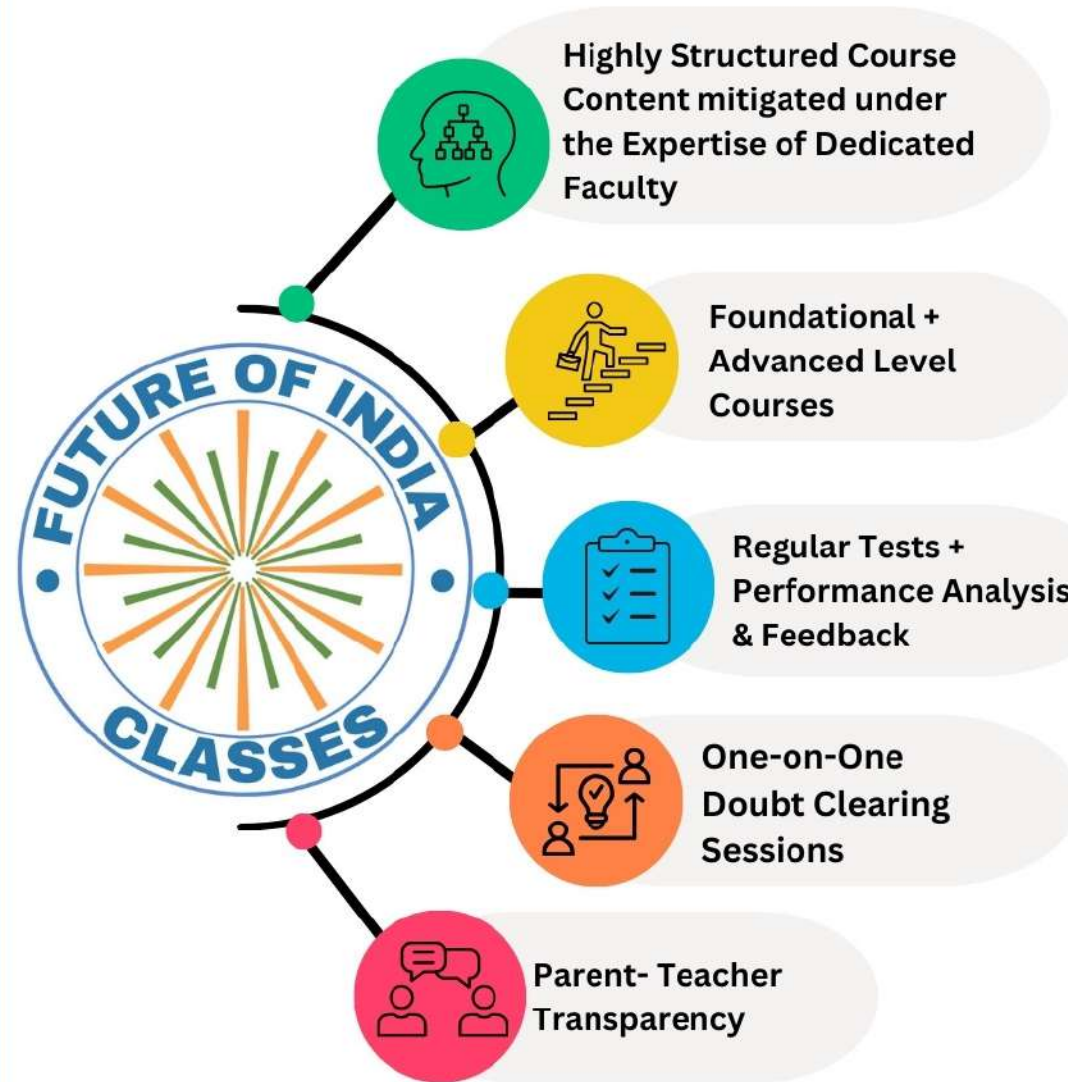 Highly Structured Course
Content mitigated under
the Expertise of Dedicated
Faculty
Foundational +
Advanced Level
Courses
FUTURE OF INDIA
CLASSES
Regular Tests +
Performance Analysis
& Feedback
One-on-One
Doubt Clearing
Sessions
Parent- Teacher
Transparency